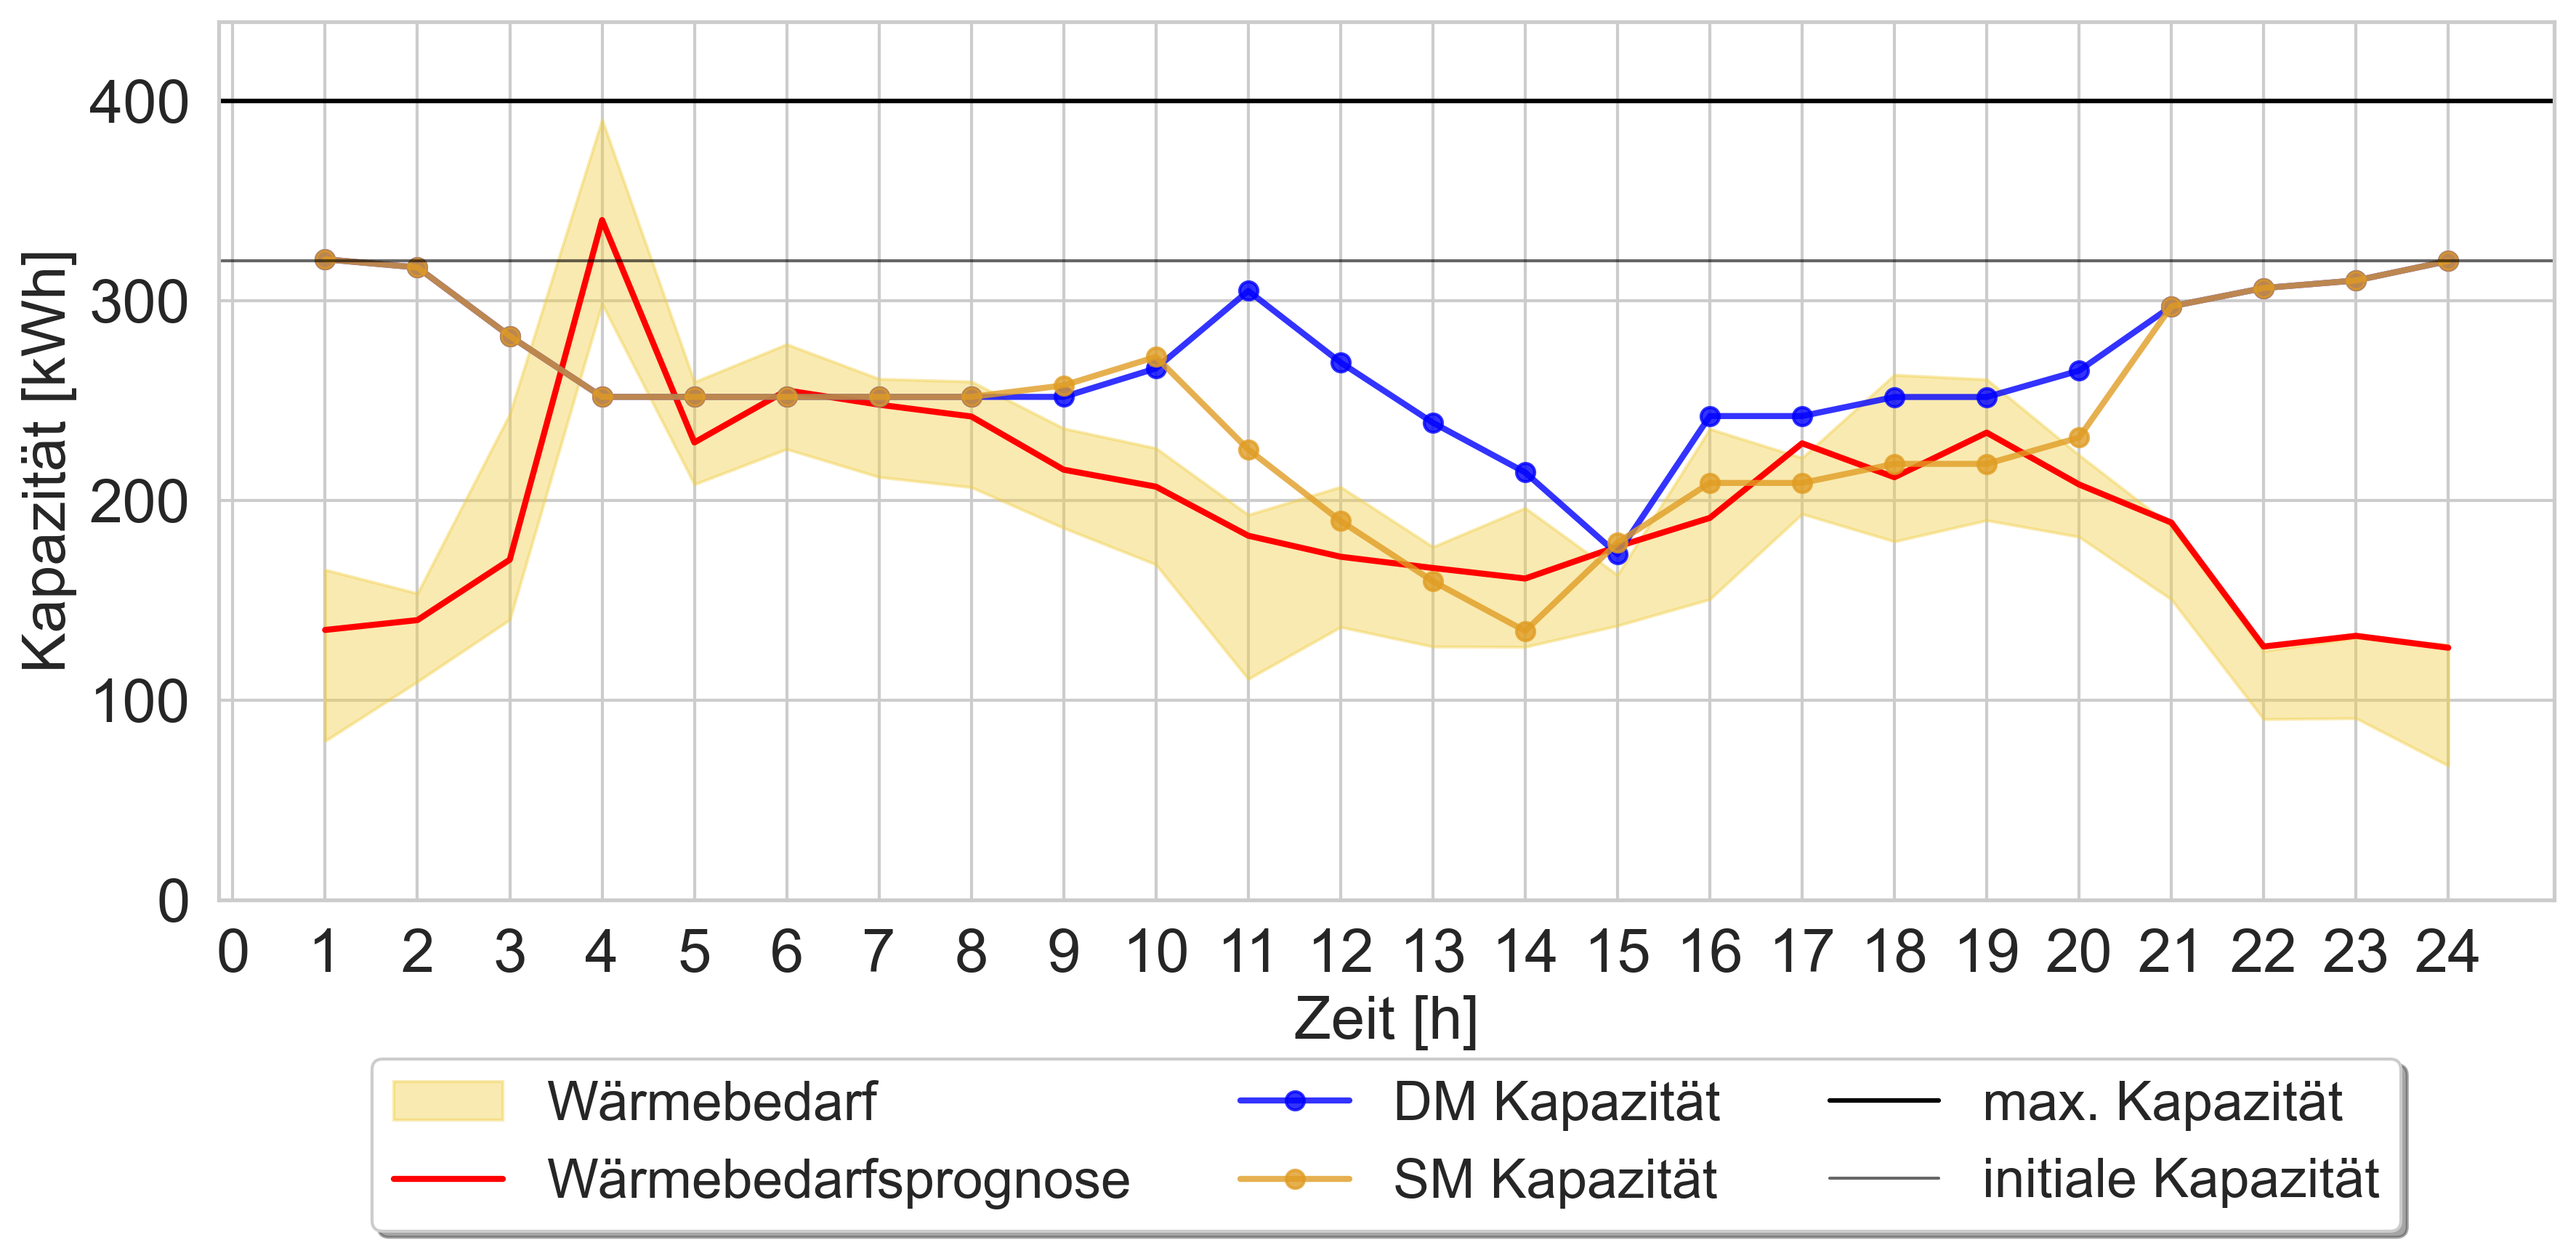 Kapazität [kWh]
400
300
200
100
0
0 1 2 3 4 5 6 7 8 9 10 11 12 13 14 15 16 17 18 19 20 21 22 23 24
Zeit [h]
Wärmebedarf DM Kapazität max. Kapazität
Wärmebedarfsprognose SM Kapazität initiale Kapazität